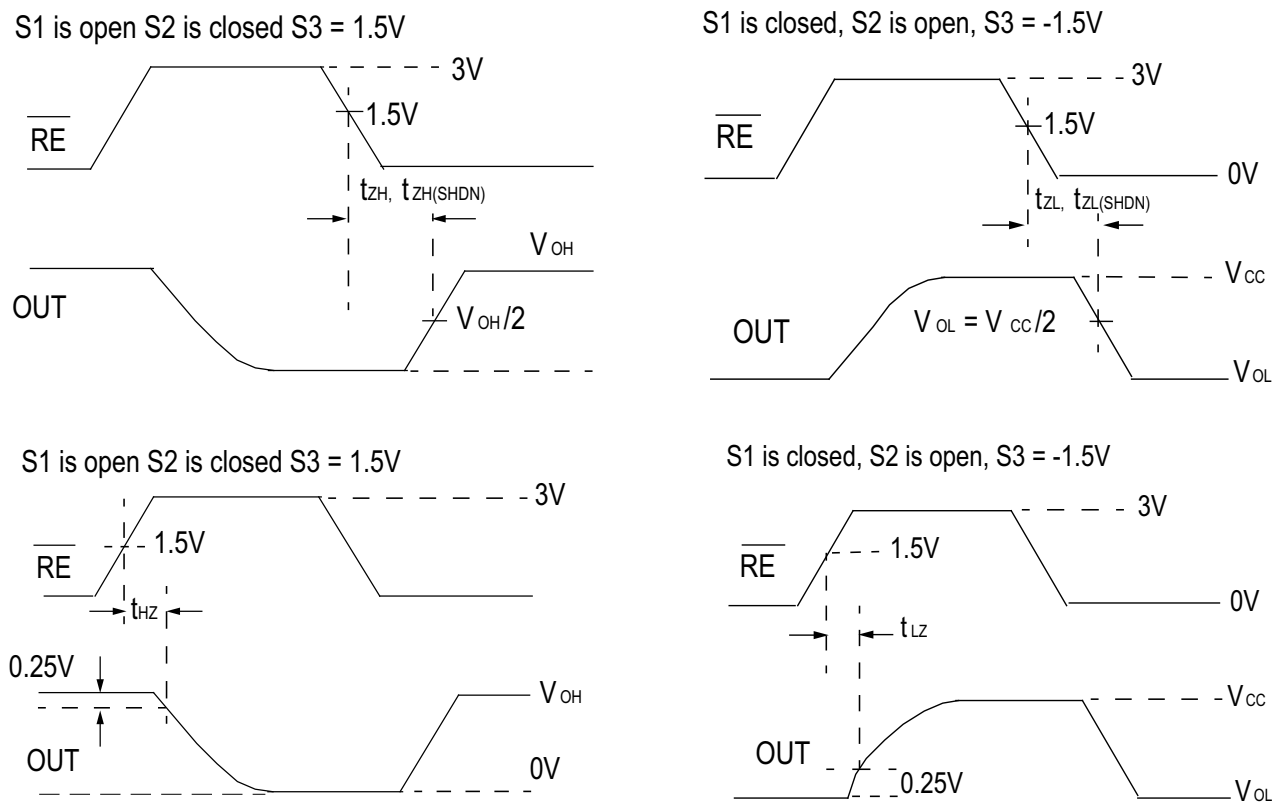 S1 is open S2 is closed S3 = 1.5V
3V
1.5V
RE
tZH, tZH(SHDN)
VOH
OUT
VOH/2
S1 is closed, S2 is open, S3 = -1.5V
3V
1.5V
RE
0V
tZL, tZL(SHDN)
VCC
OUT
VOL = VCC/2
VOL
S1 is open S2 is closed S3 = 1.5V
3V
1.5V
RE
tHZ
0.25V
VOH
OUT
0V
S1 is closed, S2 is open, S3 = -1.5V
3V
1.5V
RE
0V
tLZ
VCC
OUT
0.25V
VOL